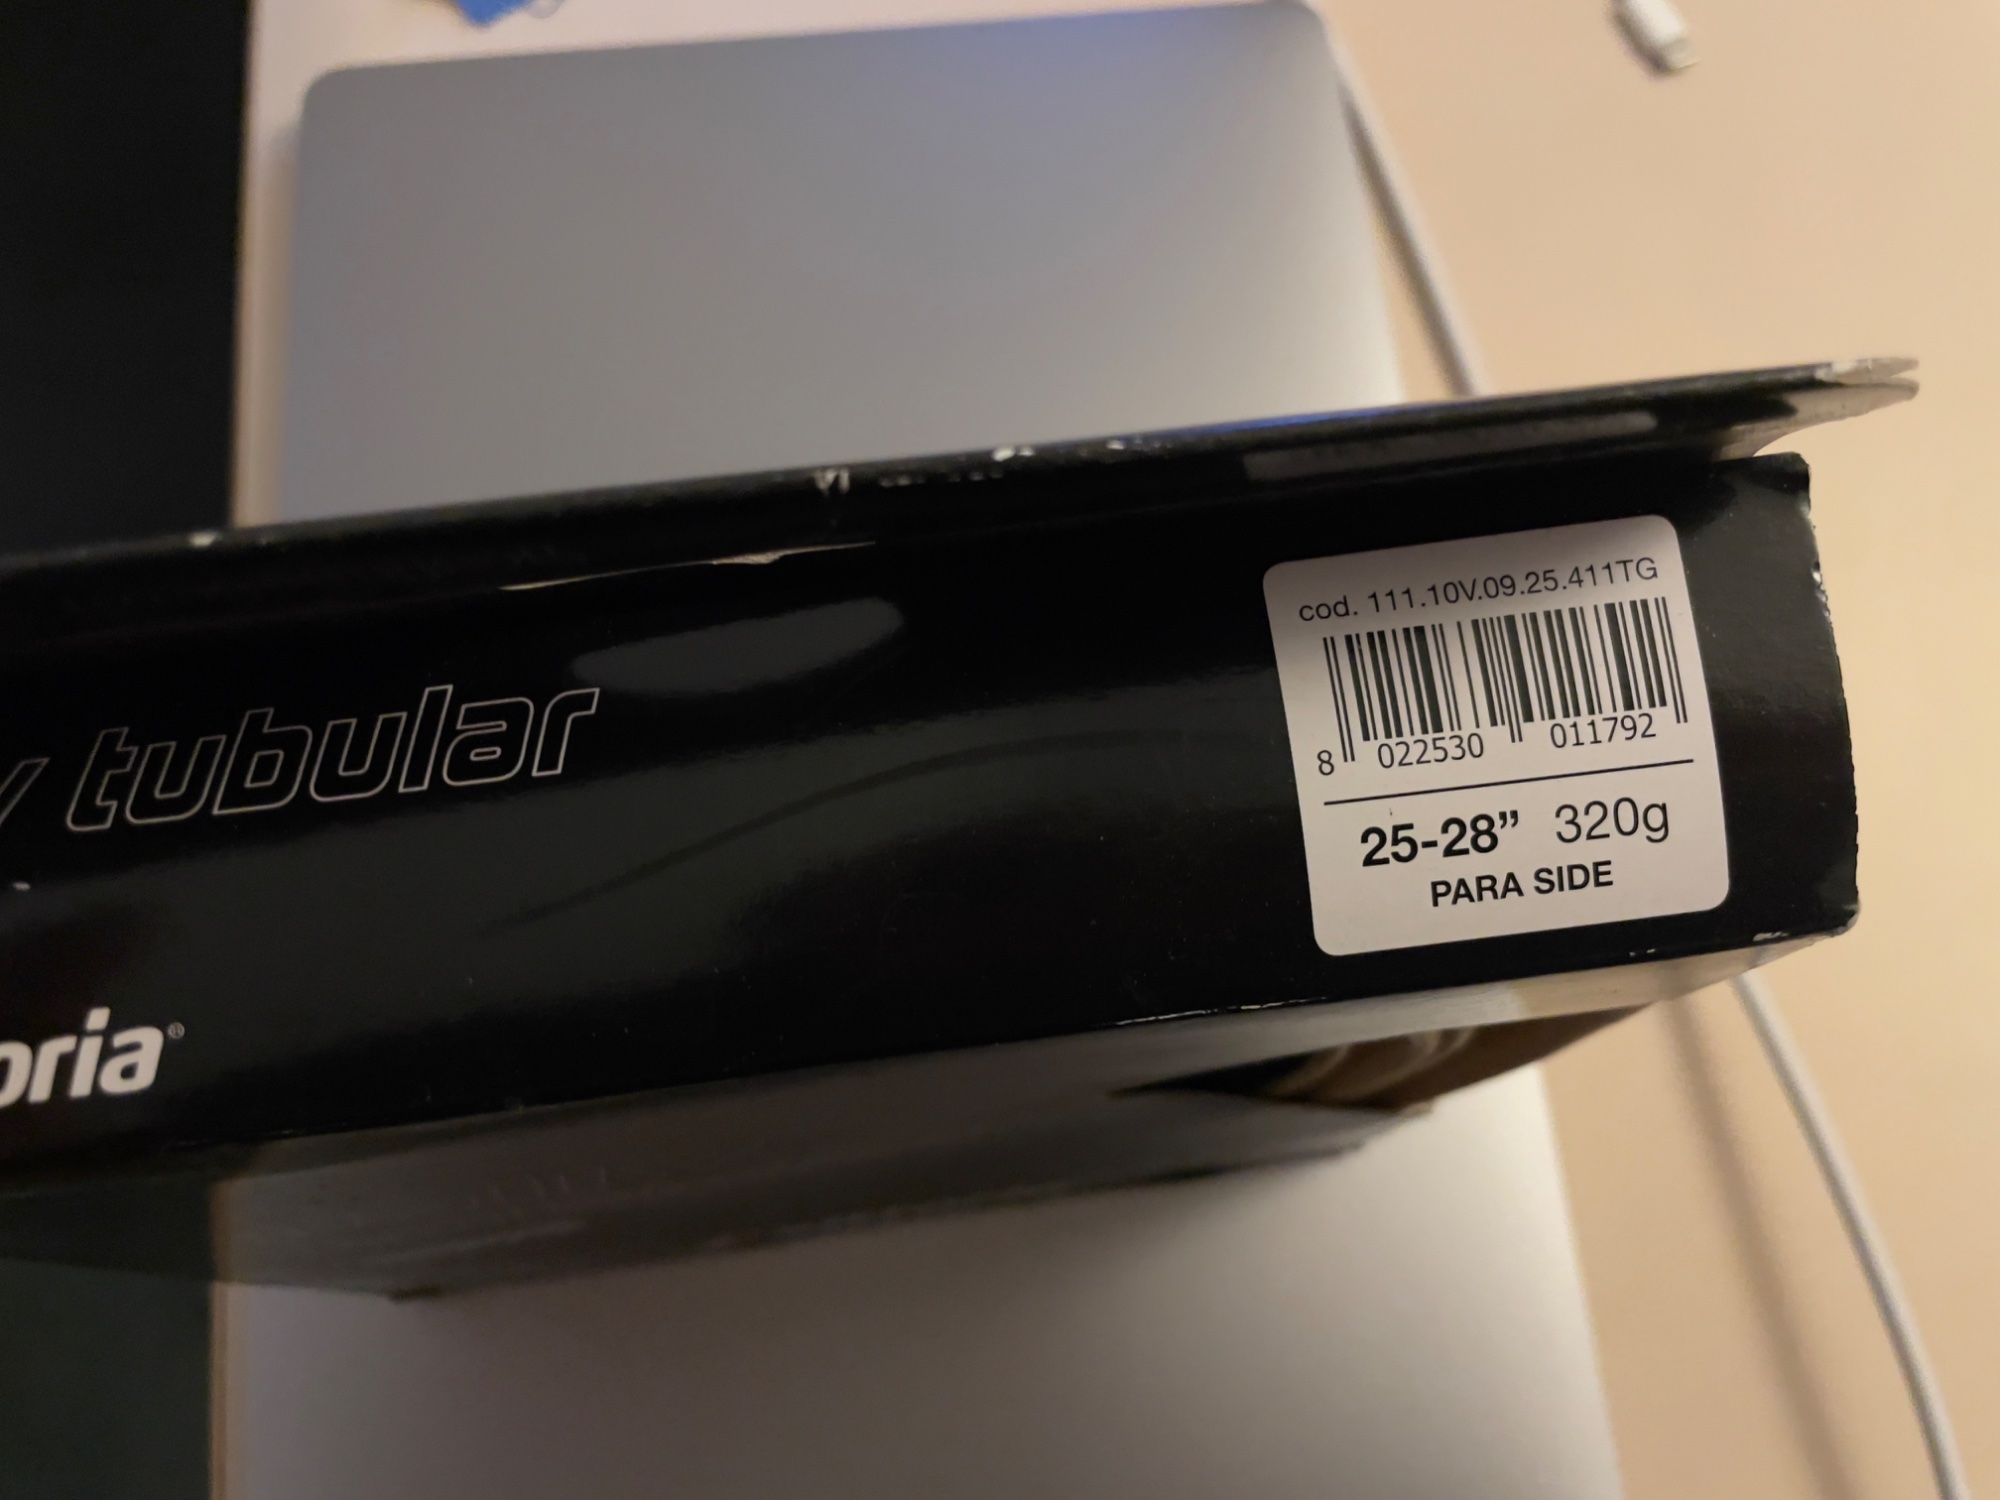 tubular
oria®
cod. 111.10V.09.25.411TG
8 022530 011792
25-28” 320g
PARA SIDE